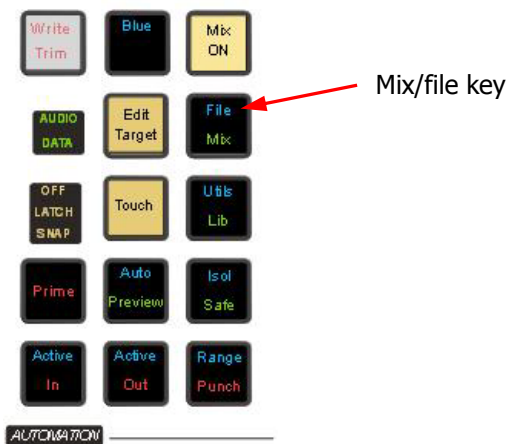 Write
Trim
Blue
Mix
ON
Mix/file key
AUDIO
DATA
Edit
Target
File
Mix
OFF
LATCH
SNAP
Touch
Utils
Lib
Prime
Auto
Preview
Isol
Safe
Active
In
Active
Out
Range
Punch
AUTOMATION